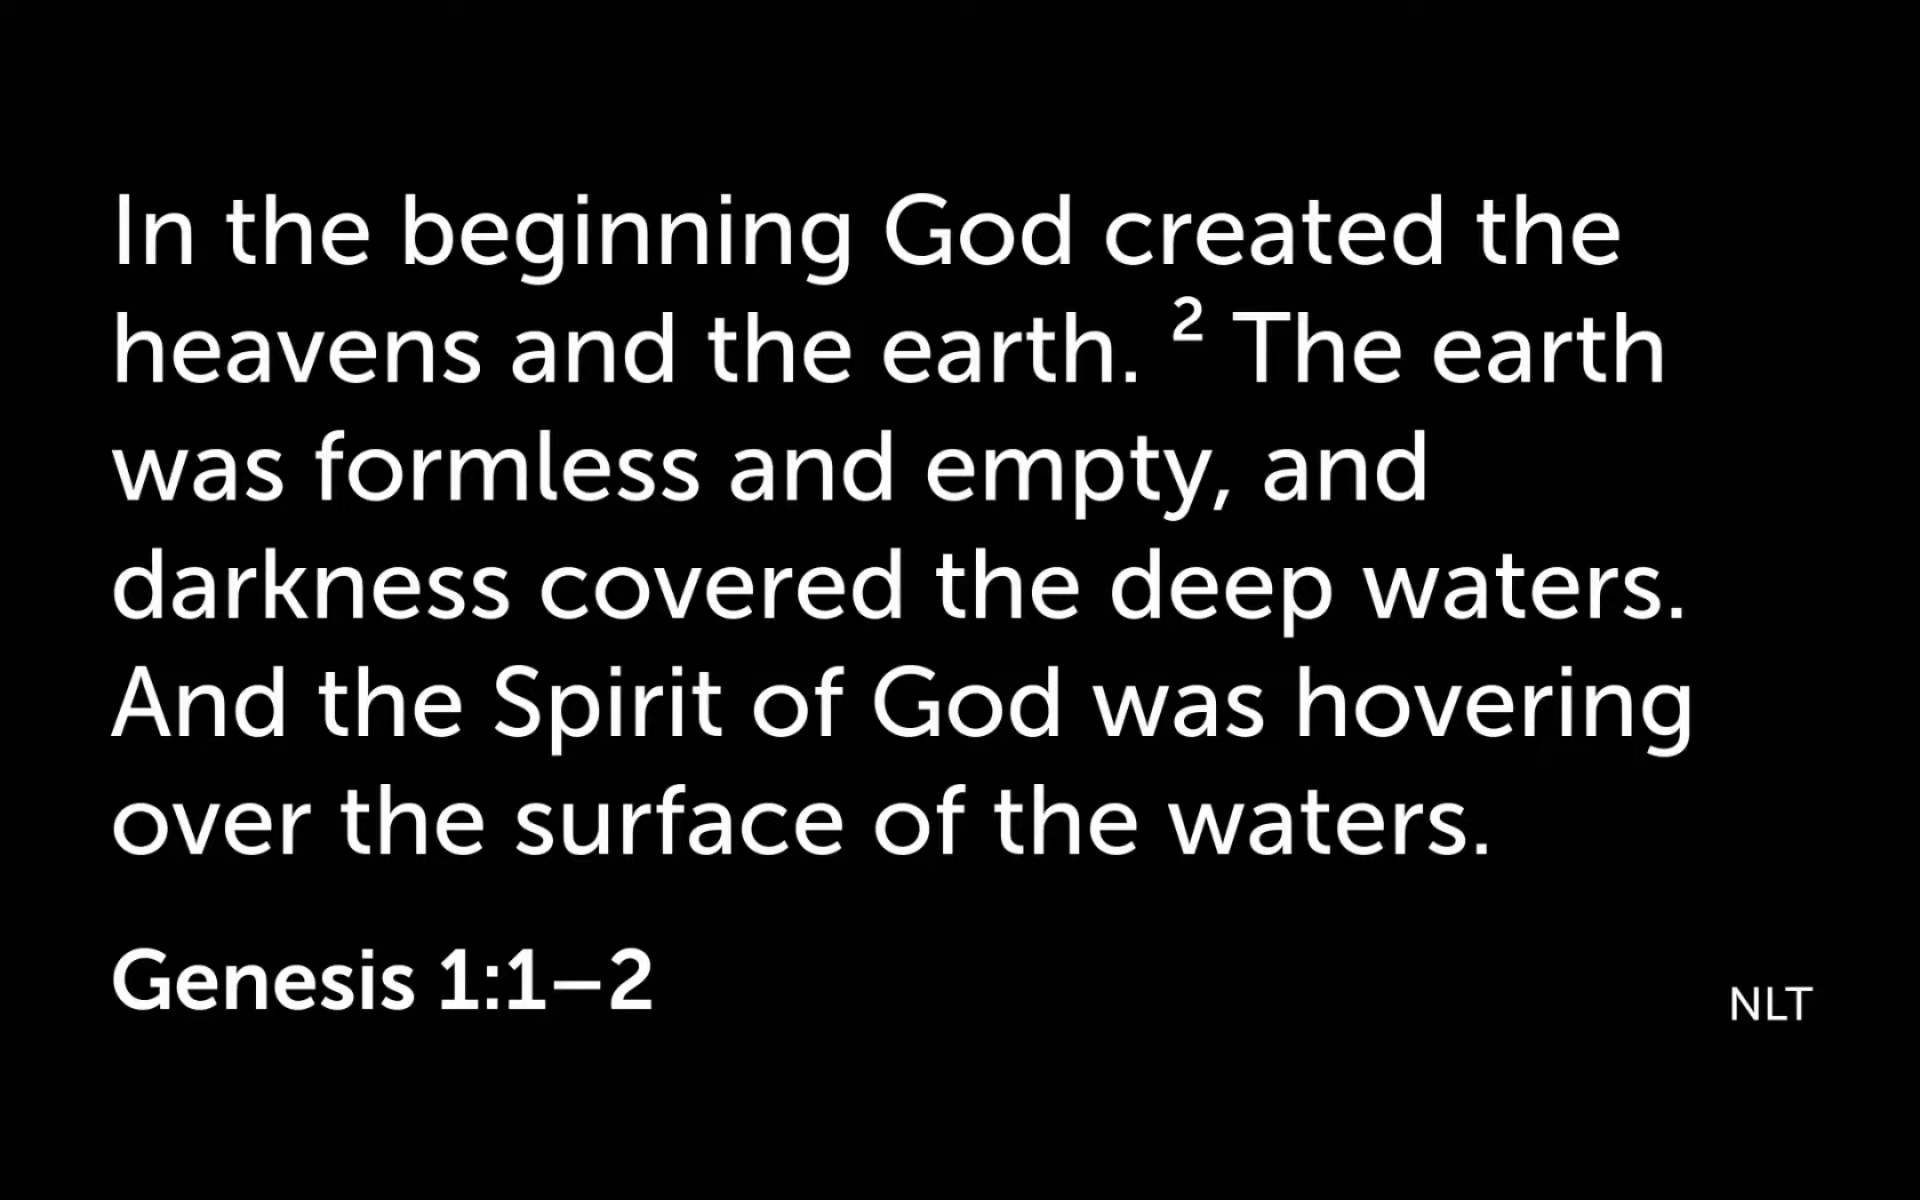 In the beginning God created the
heavens and the earth. ² The earth
was formless and empty, and
darkness covered the deep waters.
And the Spirit of God was hovering
over the surface of the waters.
Genesis 1:1–2
NLT